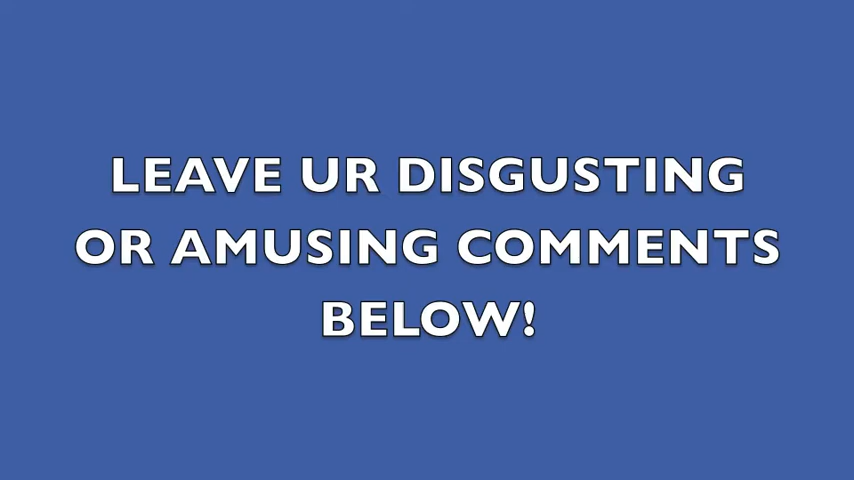 LEAVE UR DISGUSTING
OR AMUSING COMMENTS
BELOW!